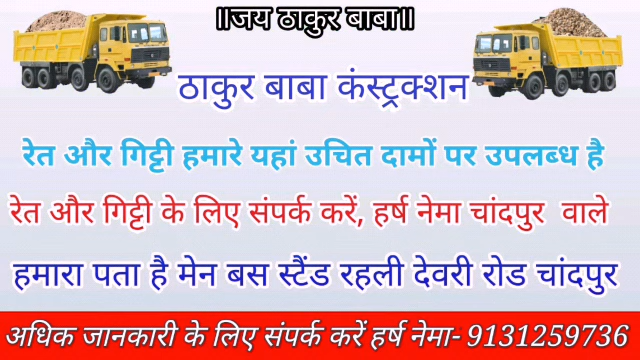 ॥जय ठाकुर बाबा॥
ठाकुर बाबा कंस्ट्रक्शन
रेत और गिट्टी हमारे यहां उचित दामों पर उपलब्ध है
रेत और गिट्टी के लिए संपर्क करें, हर्ष नेमा चांदपुर वाले
हमारा पता है मेन बस स्टैंड रहली देवरी रोड चांदपुर
अधिक जानकारी के लिए संपर्क करें हर्ष नेमा- 9131259736